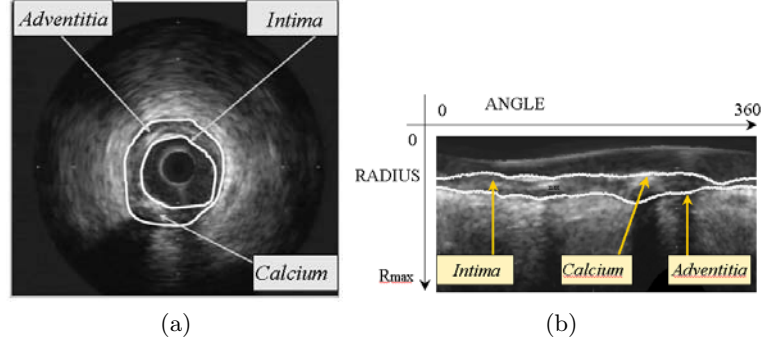 Adventitia
Intima
Calcium
(a)
0
ANGLE
360
0
RADIUS
Rmax
Intima
Calcium
Adventitia
(b)